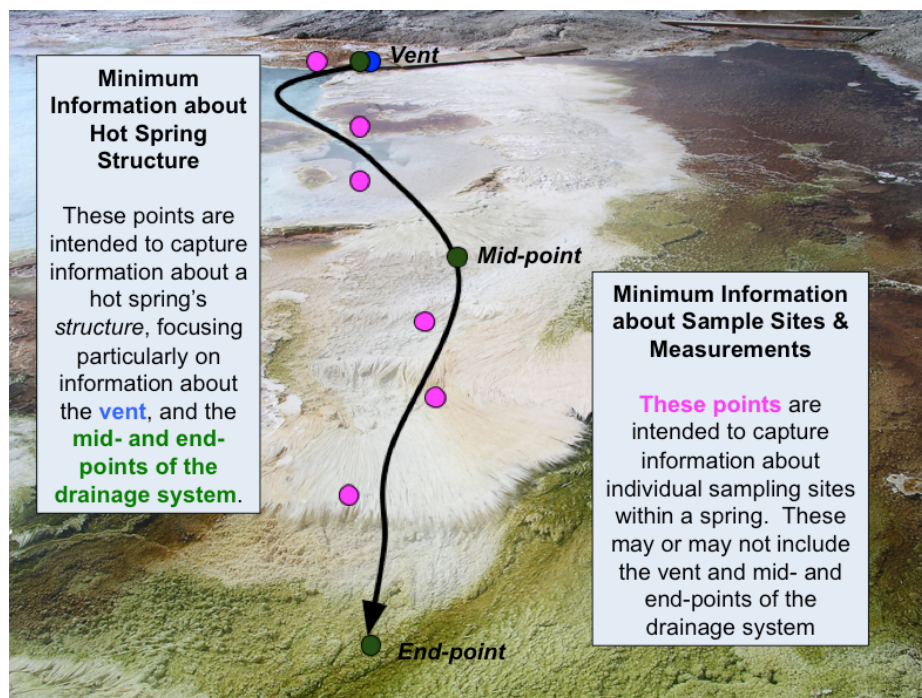 Vent
Minimum
Information about
Hot Spring
Structure
These points are
intended to capture
information about a
hot spring's
structure, focusing
particularly on
information about
the vent, and the
mid- and end-
points of the
drainage system.
Mid-point
Minimum Information
about Sample Sites &
Measurements
These points are
intended to capture
information about
individual sampling sites
within a spring. These
may or may not include
the vent and mid- and
end-points of the
drainage system
End-point